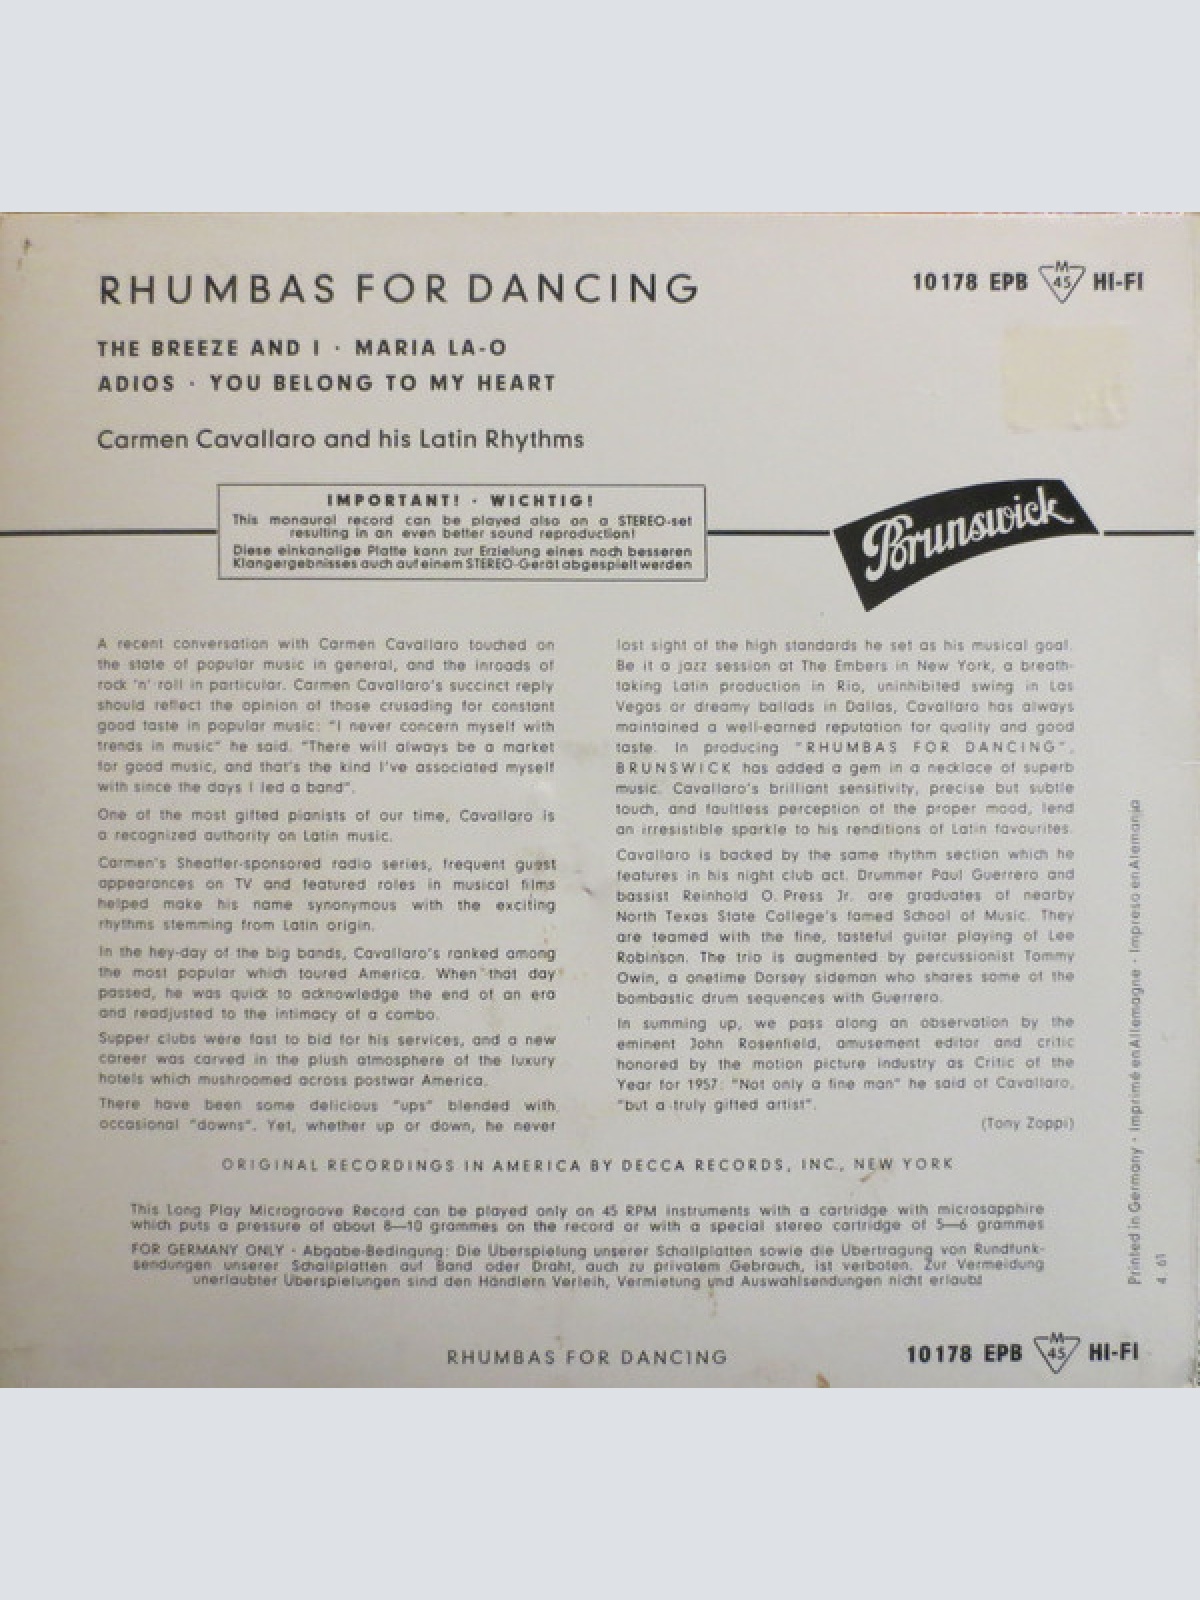 RHUMBAS FOR DANCING
10178 EPB M 45 HI-FI
THE BREEZE AND I · MARIA LA-O
ADIOS · YOU BELONG TO MY HEART
Carmen Cavallaro and his Latin Rhythms
IMPORTANT! - WICHTIG!
This monaural record can be played also on a STEREO-set
resulting in an even better sound reproduction!
Diese einkanalige Platte kann zur Erzielung eines noch besseren
Klangergebnisses auch auf einem STEREO-Gerät abgespielt werden
Brunswick
A recent conversation with Carmen Cavallaro touched on
the state of popular music in general, and the inroads of
rock 'n' roll in particular. Carmen Cavallaro's succinct reply
should reflect the opinion of those crusading for constant
good taste in popular music: "I never concern myself with
trends in music" he said. "There will always be a market
for good music, and that's the kind I've associated myself
with since the days I led a band".
One of the most gifted pianists of our time, Cavallaro is
a recognized authority on Latin music.
Carmen's Sheaffer-sponsored radio series, frequent guest
appearances on TV and featured roles in musical films
helped make his name synonymous with the exciting
rhythms stemming from Latin origin.
In the hey-day of the big bands, Cavallaro's ranked among
the most popular which toured America. When that day
passed, he was quick to acknowledge the end of an era
and readjusted to the intimacy of a combo.
Supper clubs were fast to bid for his services, and a new
career was carved in the plush atmosphere of the luxury
hotels which mushroomed across postwar America.
There have been some delicious "ups" blended with
occasional "downs". Yet, whether up or down, he never
lost sight of the high standards he set as his musical goal.
Be it a jazz session at The Embers in New York, a breath-
taking Latin production in Rio, uninhibited swing in Las
Vegas or dreamy ballads in Dallas, Cavallaro has always
maintained a well-earned reputation for quality and good
taste. In producing "RHUMBAS FOR DANCING",
BRUNSWICK has added a gem in a necklace of superb
music. Cavallaro's brilliant sensitivity, precise but subtle
touch, and faultless perception of the proper mood, lend
an irresistible sparkle to his renditions of Latin favourites.
Cavallaro is backed by the same rhythm section which he
features in his night club act. Drummer Paul Guerrero and
bassist Reinhold O. Press Jr. are graduates of nearby
North Texas State College's famed School of Music. They
are teamed with the fine, tasteful guitar playing of Lee
Robinson. The trio is augmented by percussionist Tommy
Owin, a onetime Dorsey sideman who shares some of the
bombastic drum sequences with Guerrero.
In summing up, we pass along an observation by the
eminent John Rosenfield, amusement editor and critic
honored by the motion picture industry as Critic of the
Year for 1957: "Not only a fine man" he said of Cavallaro,
"but a truly gifted artist".
(Tony Zoppi)
ORIGINAL RECORDINGS IN AMERICA BY DECCA RECORDS, INC., NEW YORK
This Long Play Microgroove Record can be played only on 45 RPM instruments with a cartridge with microsapphire
which puts a pressure of about 8—10 grammes on the record or with a special stereo cartridge of 5—6 grammes
FOR GERMANY ONLY - Abgabe-Bedingung: Die Überspielung unserer Schallplatten sowie die Übertragung von Rundfunk-
sendungen unserer Schallplatten auf Band oder Draht, auch zu privatem Gebrauch, ist verboten. Zur Vermeidung
unerlaubter Überspielungen sind den Händlern Verleih, Vermietung und Auswahlsendungen nicht erlaubt
Printed in Germany · Imprimé en Allemagne · Impreso en Alemanja
4. 61
RHUMBAS FOR DANCING
10178 EPB M 45 HI-FI